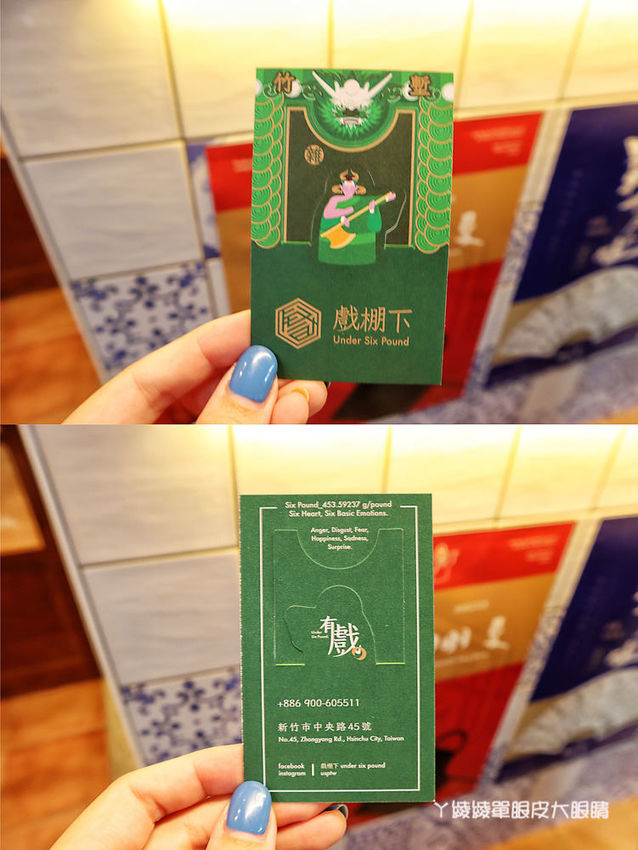 竹塹
戲棚下
Under Six Pound
Six Pound_453.59237 g/pound
Six Heart, Six Basic Emotions.
Anger, Disgust, Fear,
Happiness, Sadness,
Surprise.
有戲
Under
Six Pound.
+886 900-605511
新竹市中央路45號
No.45, Zhongyang Rd., Hsinchu City, Taiwan
facebook 戲棚下 under six pound
instagram usptw
ㄚ綾綾單眼皮大眼睛